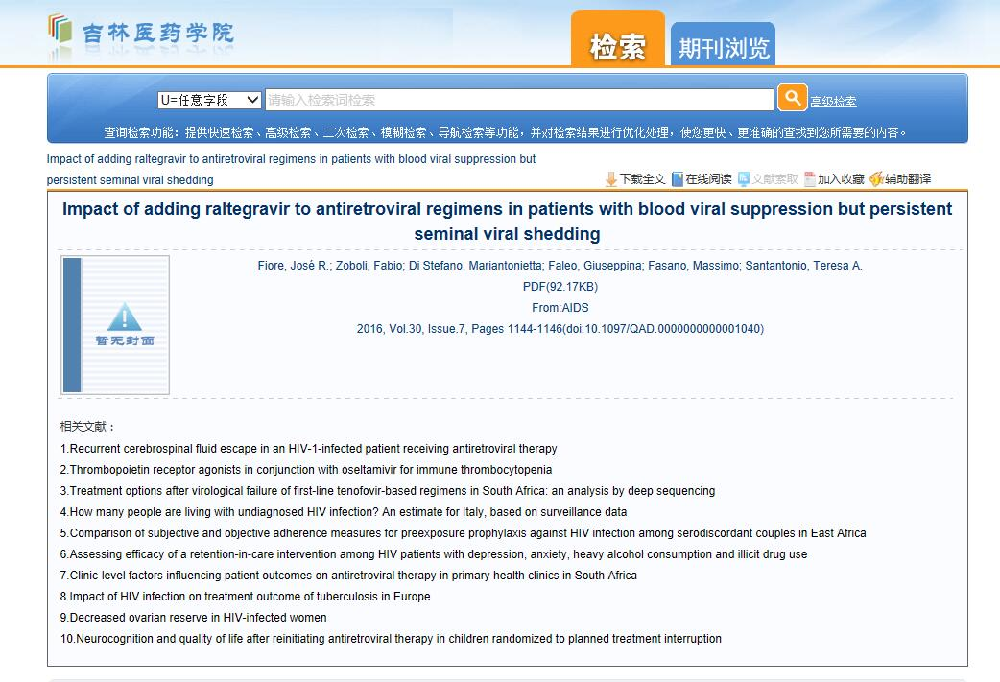 吉林医药学院
检索
期刊浏览
U=任意字段
请输入检索词检索
高级检索
查询检索功能：提供快速检索、高级检索、二次检索、模糊检索、导航检索等功能，并对检索结果进行优化处理，使您更快、更准确的查找到您所需要的内容。
Impact of adding raltegravir to antiretroviral regimens in patients with blood viral suppression but
persistent seminal viral shedding
下载全文 在线阅读 文献索取 加入收藏 辅助翻译
Impact of adding raltegravir to antiretroviral regimens in patients with blood viral suppression but persistent
seminal viral shedding
暂无封面
Fiore, José R.; Zoboli, Fabio; Di Stefano, Mariantonietta; Faleo, Giuseppina; Fasano, Massimo; Santantonio, Teresa A.
PDF(92.17KB)
From:AIDS
2016, Vol.30, Issue.7, Pages 1144-1146(doi:10.1097/QAD.0000000000001040)
相关文献：
1.Recurrent cerebrospinal fluid escape in an HIV-1-infected patient receiving antiretroviral therapy
2.Thrombopoietin receptor agonists in conjunction with oseltamivir for immune thrombocytopenia
3.Treatment options after virological failure of first-line tenofovir-based regimens in South Africa: an analysis by deep sequencing
4.How many people are living with undiagnosed HIV infection? An estimate for Italy, based on surveillance data
5.Comparison of subjective and objective adherence measures for preexposure prophylaxis against HIV infection among serodiscordant couples in East Africa
6.Assessing efficacy of a retention-in-care intervention among HIV patients with depression, anxiety, heavy alcohol consumption and illicit drug use
7.Clinic-level factors influencing patient outcomes on antiretroviral therapy in primary health clinics in South Africa
8.Impact of HIV infection on treatment outcome of tuberculosis in Europe
9.Decreased ovarian reserve in HIV-infected women
10.Neurocognition and quality of life after reinitiating antiretroviral therapy in children randomized to planned treatment interruption